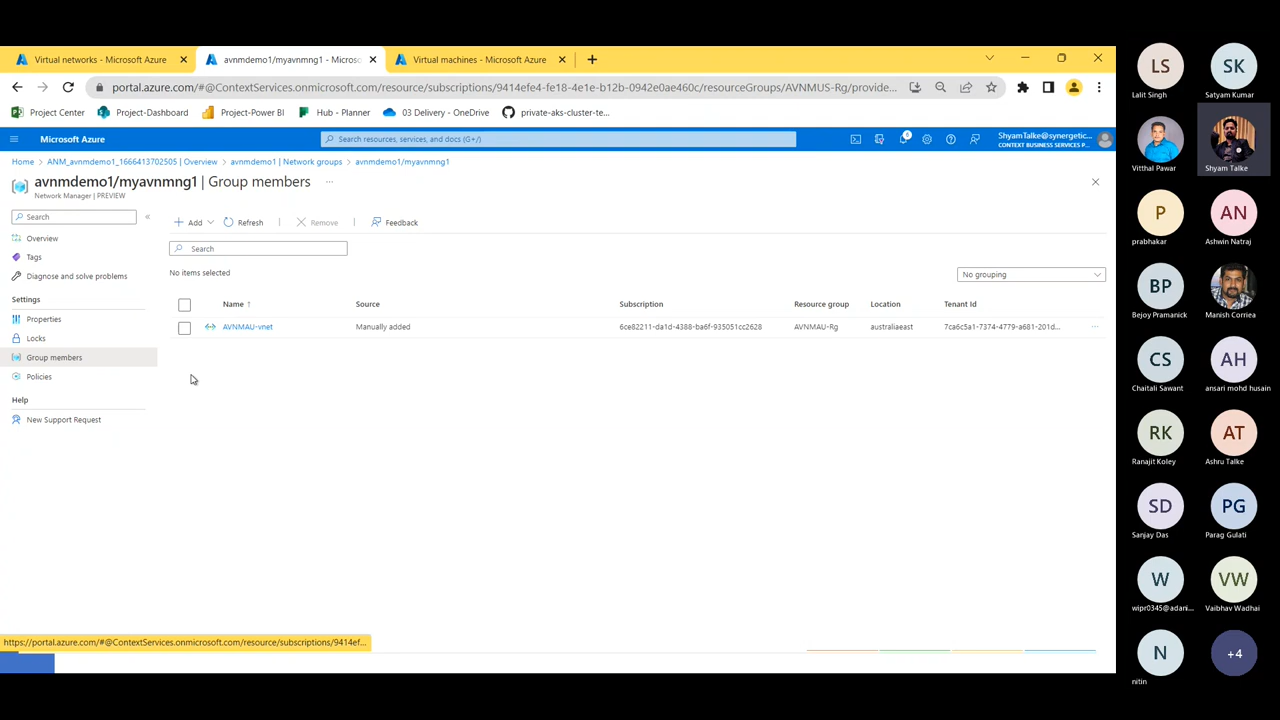 Virtual networks - Microsoft Azure
avnmdemo1/myavnmng1 - Microsc
Virtual machines - Microsoft Azure
portal.azure.com/#@ContextServices.onmicrosoft.com/resource/subscriptions/9414efe4-fe18-4e1e-b12b-0942e0ae460c/resourceGroups/AVNMUS-Rg/provide...
Project Center
Project-Dashboard
Project-Power BI
Hub - Planner
03 Delivery - OneDrive
private-aks-cluster-te...
Microsoft Azure
Search resources, services, and docs (G+/)
6
ShyamTalke@synergetic...
CONTEXT BUSINESS SERVICES P...
Home > ANM_avnmdemo1_1666413702505 | Overview > avnmdemo1 | Network groups > avnmdemo1/myavnmng1
avnmdemo1/myavnmng1 | Group members ...
Network Manager | PREVIEW
Search
Overview
Tags
Diagnose and solve problems
Settings
Properties
Locks
Group members
Policies
Help
New Support Request
Add
Refresh
Remove
Feedback
Search
No items selected
No grouping
Name ↑ Source Subscription Resource group Location Tenant Id
AVNMAU-vnet Manually added 6ce82211-da1d-4388-ba6f-935051cc2628 AVNMAU-Rg australiaeast 7ca6c5a1-7374-4779-a681-201d... ...
https://portal.azure.com/#@ContextServices.onmicrosoft.com/resource/subscriptions/9414ef...
LS
Lalit Singh
SK
Satyam Kumar
Vitthal Pawar
Shyam Talke
P
prabhakar
AN
Ashwin Natraj
BP
Bejoy Pramanick
Manish Correia
CS
Chaitali Sawant
AH
ansari mohd husain
RK
Ranajit Koley
AT
Ashru Talke
SD
Sanjay Das
PG
Parag Gulati
W
wipr0345@adani...
VW
Vaibhav Wadhai
N
nitin
+4